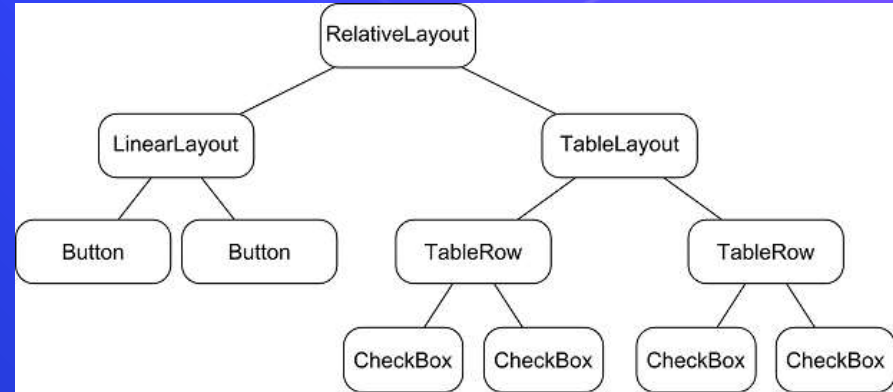 RelativeLayout
LinearLayout TableLayout
Button Button TableRow TableRow
CheckBox CheckBox CheckBox CheckBox